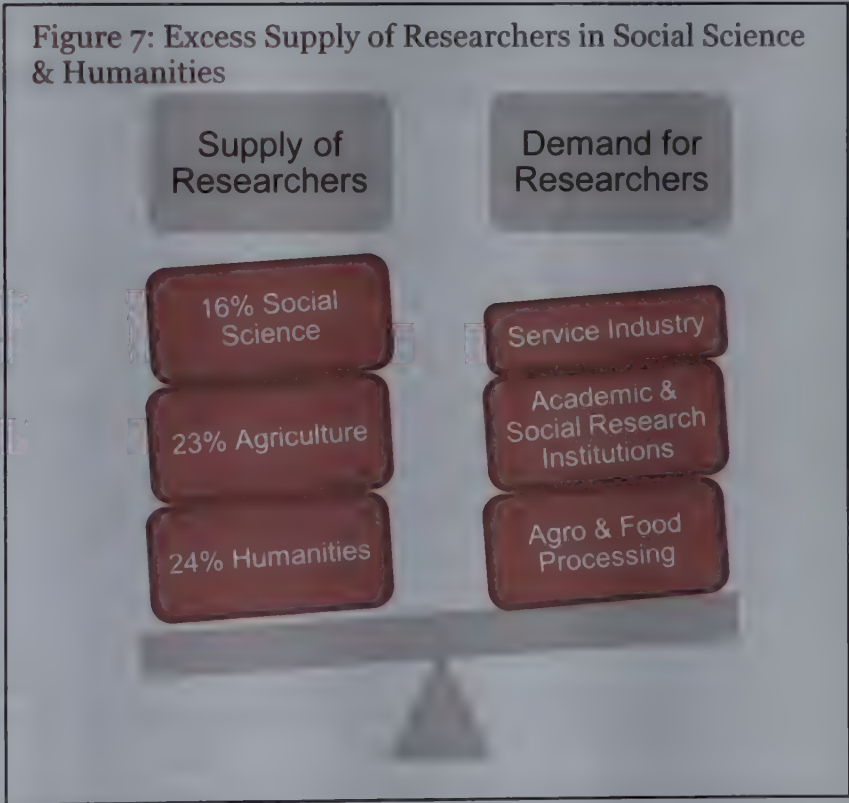 Figure 7: Excess Supply of Researchers in Social Science
& Humanities
Supply of
Researchers
Demand for
Researchers
16% Social
Science
23% Agriculture
24% Humanities
Service Industry
Academic &
Social Research
Institutions
Agro & Food
Processing